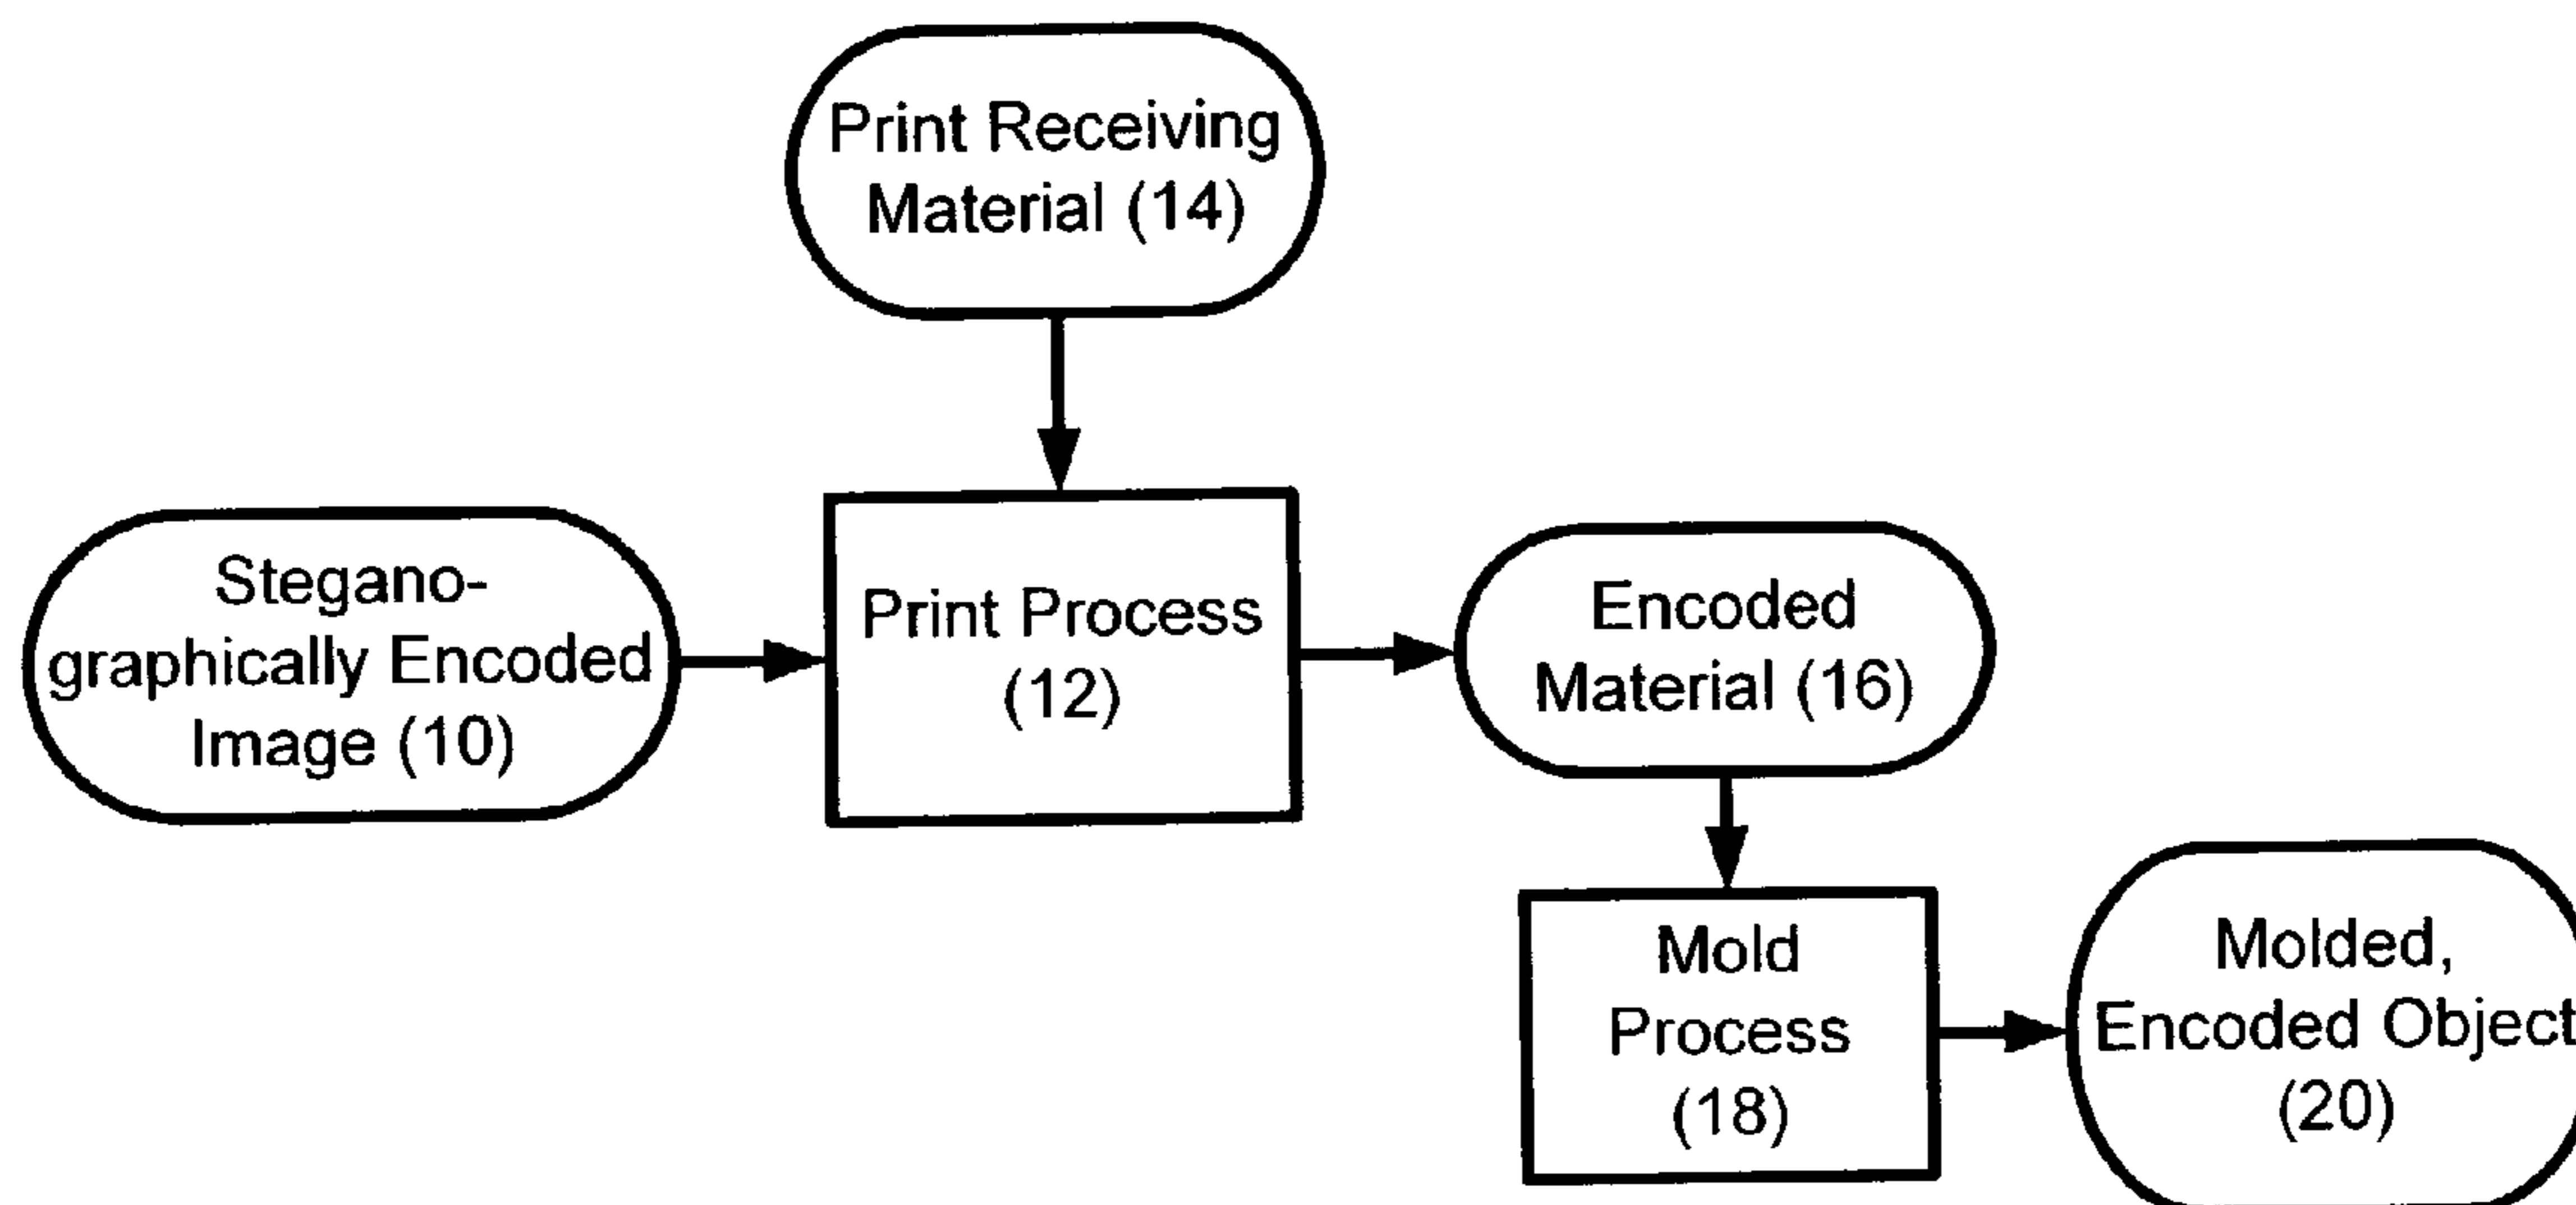 Print Receiving
Material (14)
Stegano-
graphically Encoded
Image (10)
Print Process
(12)
Encoded
Material (16)
Mold
Process
(18)
Molded,
Encoded Object
(20)